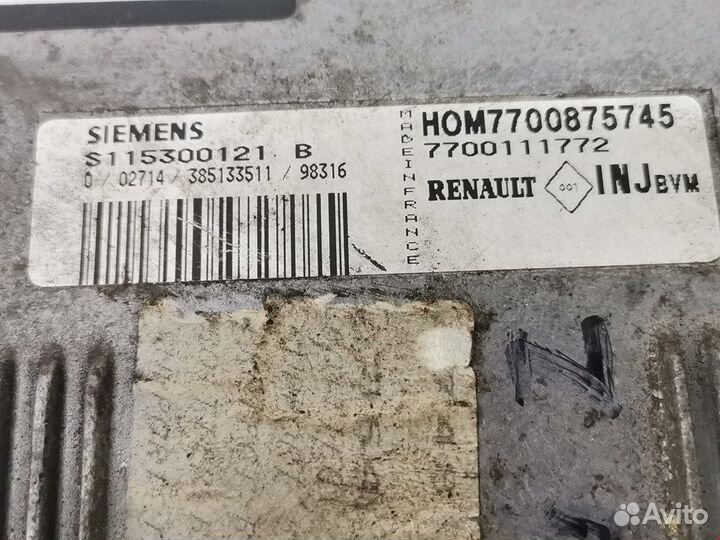 SIEMENS
S115300121 B
0 / 02714 / 385133511 / 98316
MADE IN FRANCE
HOM7700875745
7700111772
RENAULT 001 INJ BVM
N
Avito